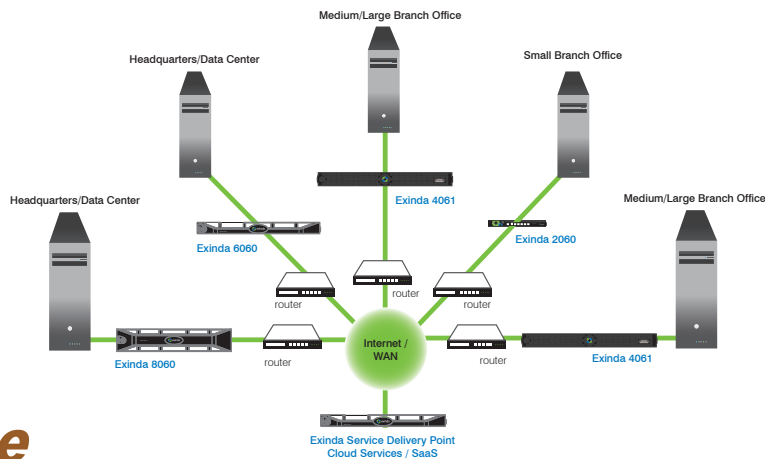 Medium/Large Branch Office
Headquarters/Data Center
Small Branch Office
Exinda 4061
Headquarters/Data Center
Medium/Large Branch Office
Exinda 6060
Exinda 2060
router
router
router
Internet /
WAN
Exinda 8060
router
router
Exinda 4061
e
Exinda Service Delivery Point
Cloud Services / SaaS